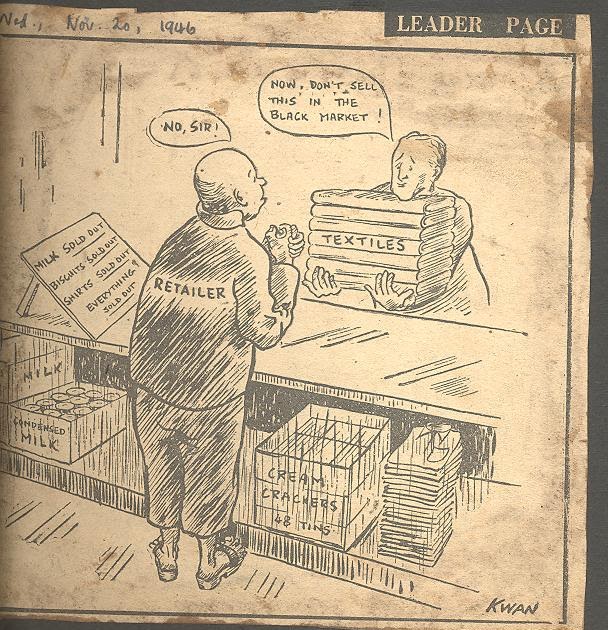 Wed., Nov. 20, 1946
LEADER PAGE
NOW, DON'T SELL
THIS IN THE
BLACK MARKET!
NO, SIR!
TEXTILES
MILK SOLD OUT
BISCUITS SOLD OUT
SHIRTS SOLD OUT
EVERYTHING!
SOLD OUT
RETAILER
MILK
CONDENSED
MILK
CREAM
CRACKERS
48 TINS
KWAN